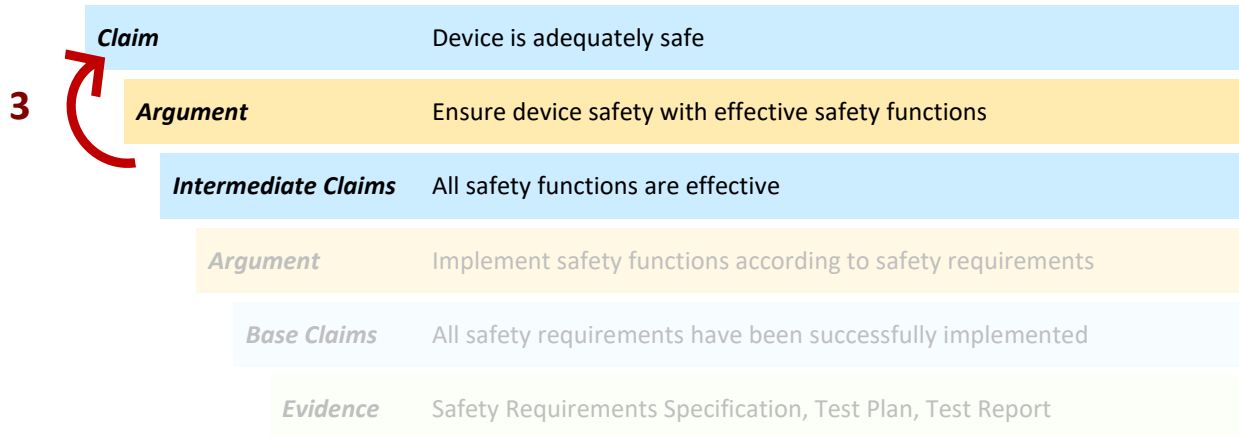 Claim Device is adequately safe
3
Argument Ensure device safety with effective safety functions
Intermediate Claims All safety functions are effective
Argument Implement safety functions according to safety requirements
Base Claims All safety requirements have been successfully implemented
Evidence Safety Requirements Specification, Test Plan, Test Report